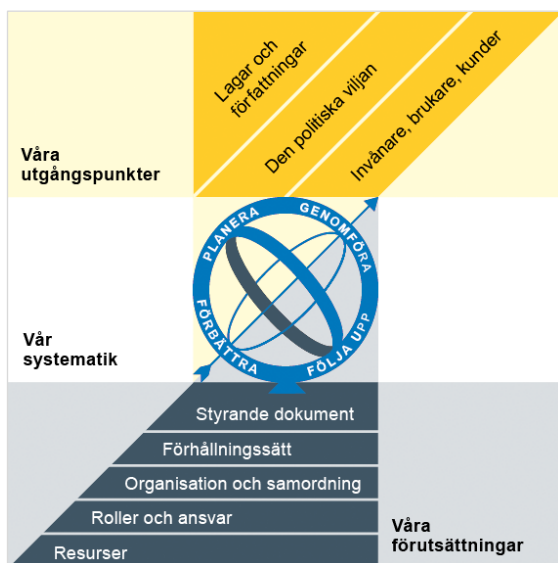 Lagar och
författningar
Den politiska viljan
Invånare, brukare, kunder
Våra
utgångspunkter
PLANERA
GENOMFÖRA
FÖLJA UPP
FÖRBÄTTRA
Vår
systematik
Styrande dokument
Förhållningssätt
Organisation och samordning
Roller och ansvar
Resurser
Våra
förutsättningar